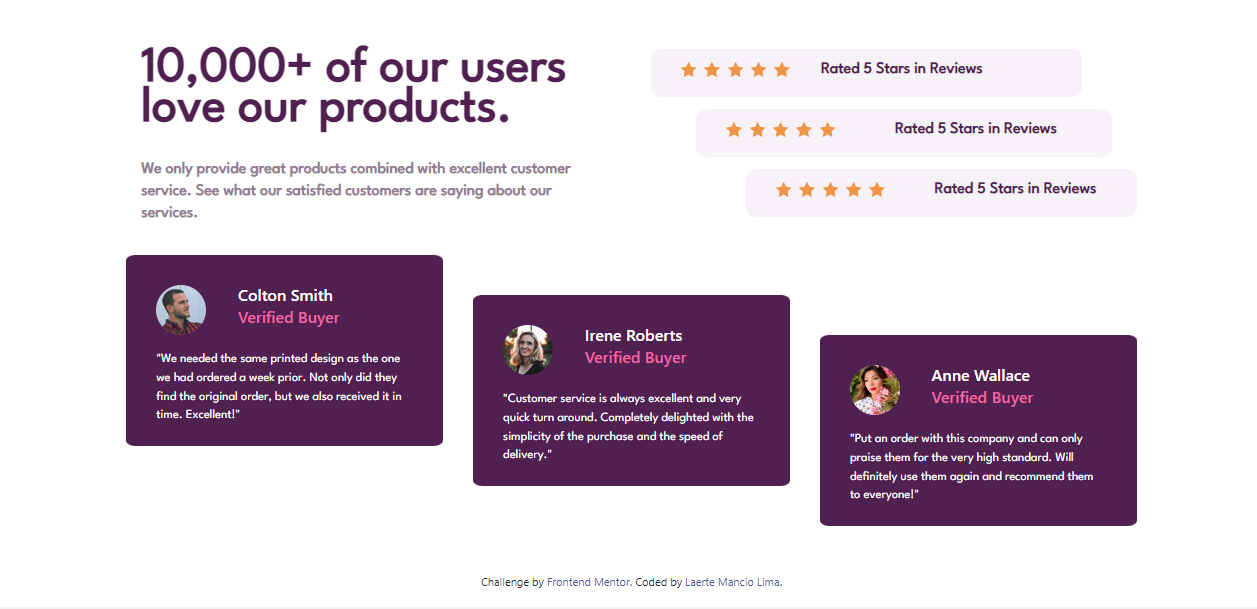 10,000+ of our users
love our products.
We only provide great products combined with excellent customer
service. See what our satisfied customers are saying about our
services.
Rated 5 Stars in Reviews
Rated 5 Stars in Reviews
Rated 5 Stars in Reviews
Colton Smith
Verified Buyer
"We needed the same printed design as the one
we had ordered a week prior. Not only did they
find the original order, but we also received it in
time. Excellent!"
Irene Roberts
Verified Buyer
"Customer service is always excellent and very
quick turn around. Completely delighted with the
simplicity of the purchase and the speed of
delivery."
Anne Wallace
Verified Buyer
"Put an order with this company and can only
praise them for the very high standard. Will
definitely use them again and recommend them
to everyone!"
Challenge by Frontend Mentor. Coded by Laerte Mancio Lima.